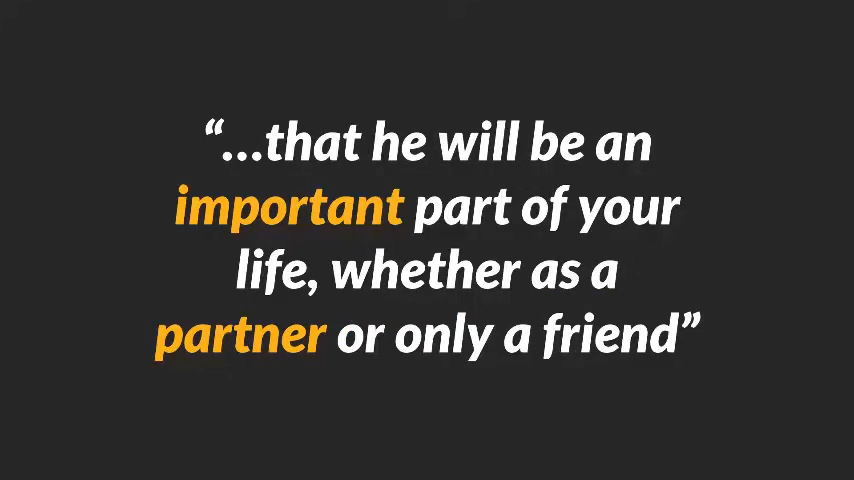 “...that he will be an
important part of your
life, whether as a
partner or only a friend”